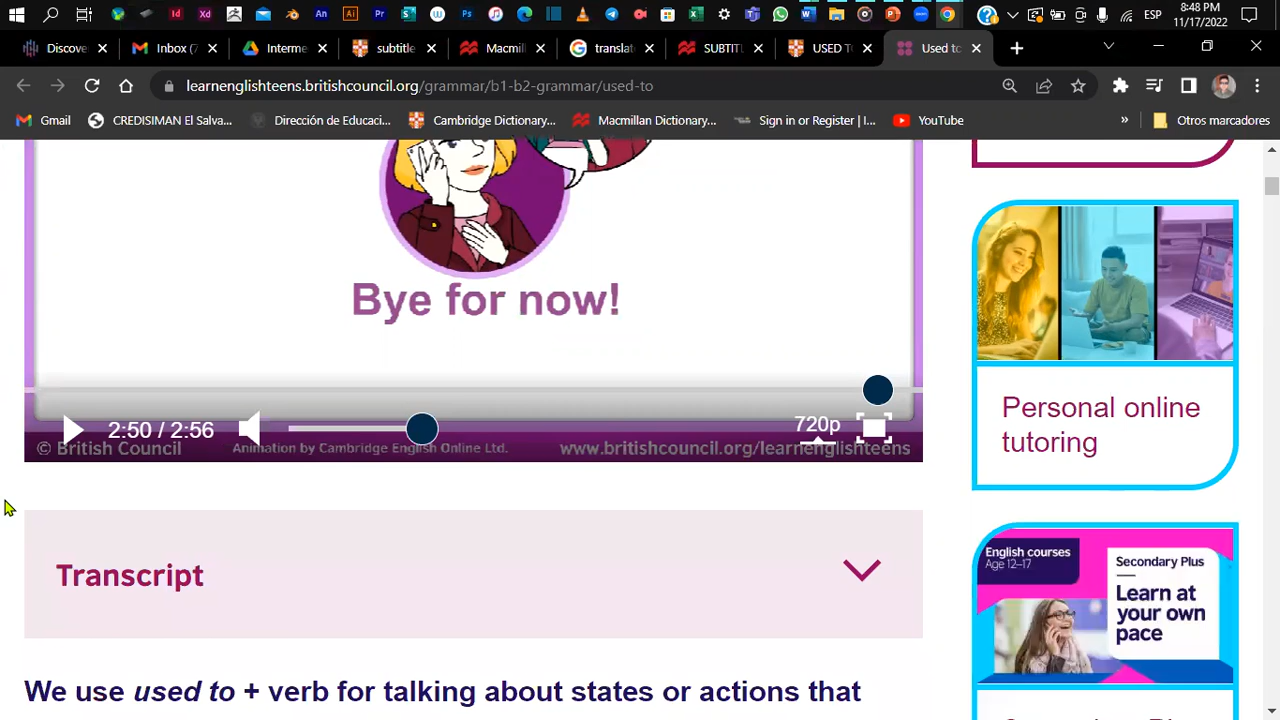 8:48 PM
ESP
11/17/2022
Discove
Inbox (7
Interme
subtitle
Macmil
translat
SUBTIT
USED T
Used to
learnenglishteens.britishcouncil.org/grammar/b1-b2-grammar/used-to
Gmail
CREDISIMAN El Salva...
Dirección de Educaci...
Cambridge Dictionary...
Macmillan Dictionary...
Sign in or Register | I...
YouTube
»
Otros marcadores
Bye for now!
2:50 / 2:56
720p
© British Council
Animation by Cambridge English Online Ltd.
www.britishcouncil.org/learnenglishteens
Transcript
We use used to + verb for talking about states or actions that
Personal online
tutoring
English courses
Age 12–17
Secondary Plus
Learn at
your own
pace